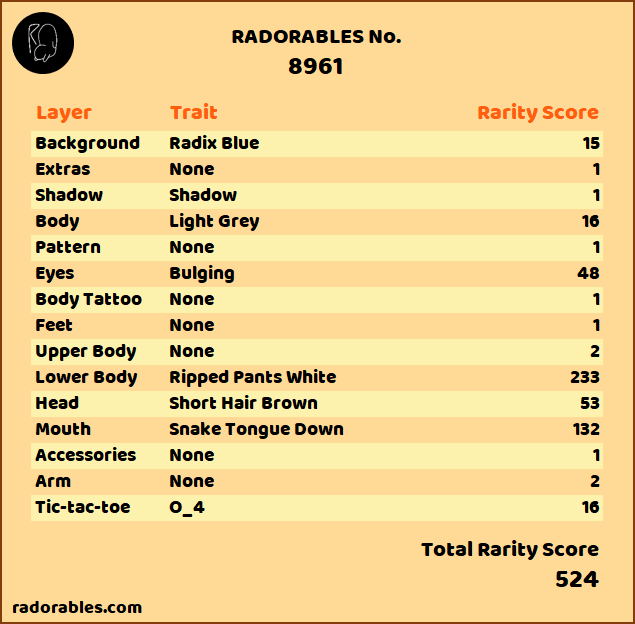 RADORABLES No.
8961
Layer Trait Rarity Score
Background Radix Blue 15
Extras None 1
Shadow Shadow 1
Body Light Grey 16
Pattern None 1
Eyes Bulging 48
Body Tattoo None 1
Feet None 1
Upper Body None 2
Lower Body Ripped Pants White 233
Head Short Hair Brown 53
Mouth Snake Tongue Down 132
Accessories None 1
Arm None 2
Tic-tac-toe O_4 16
Total Rarity Score
524
radorables.com